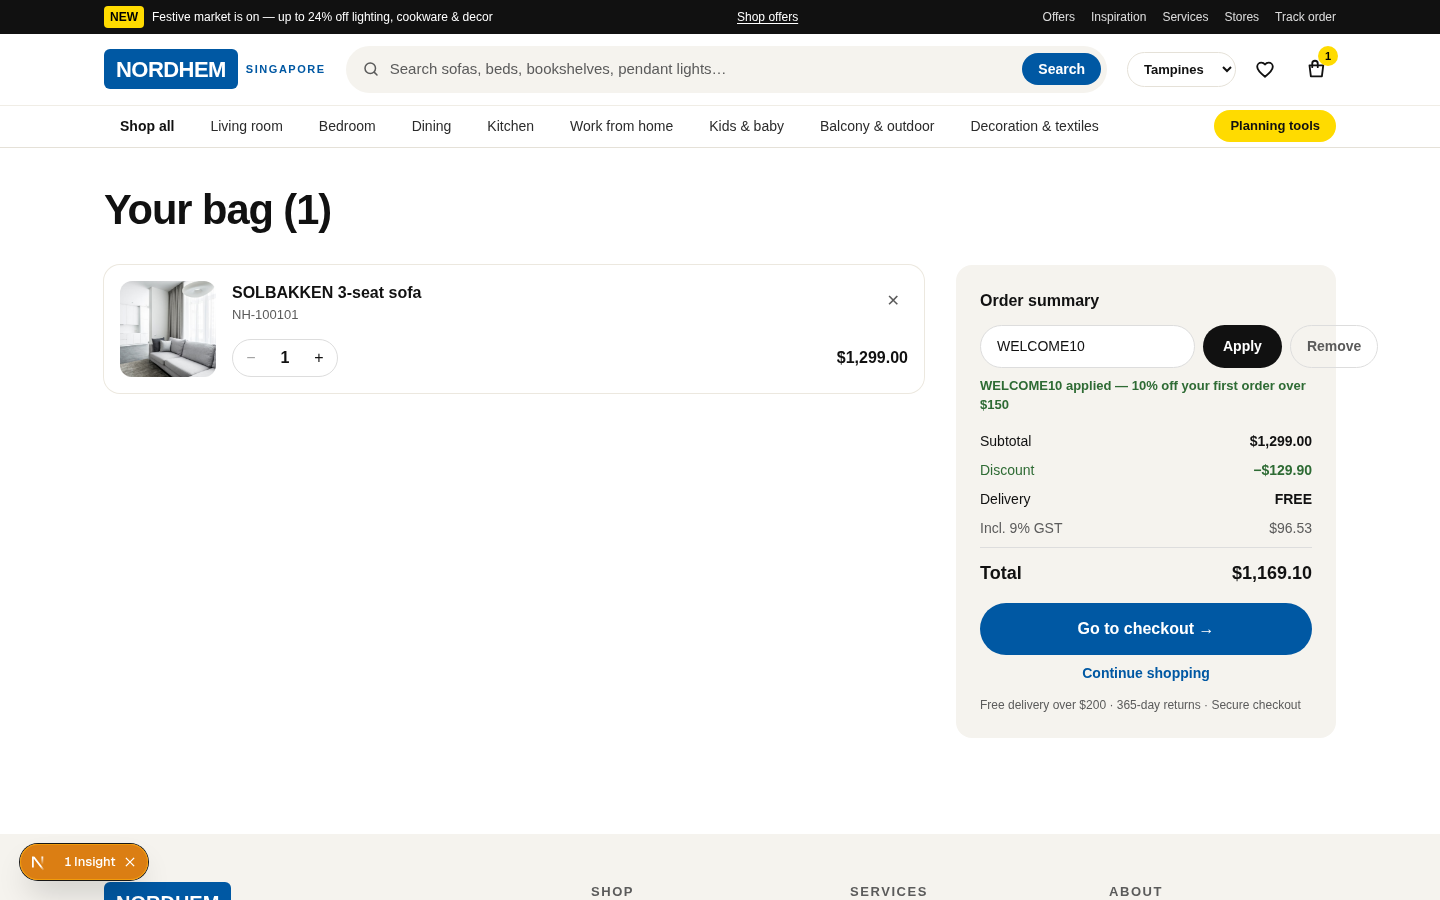 NEW Festive market is on — up to 24% off lighting, cookware & decor Shop offers Offers Inspiration Services Stores Track order
NORDHEM SINGAPORE Search sofas, beds, bookshelves, pendant lights… Search Tampines 1
Shop all Living room Bedroom Dining Kitchen Work from home Kids & baby Balcony & outdoor Decoration & textiles Planning tools
Your bag (1)
SOLBAKKEN 3-seat sofa
NH-100101
− 1 + $1,299.00
Order summary
WELCOME10 Apply Remove
WELCOME10 applied — 10% off your first order over
$150
Subtotal $1,299.00
Discount −$129.90
Delivery FREE
Incl. 9% GST $96.53
Total $1,169.10
Go to checkout →
Continue shopping
Free delivery over $200 · 365-day returns · Secure checkout
1 Insight
NORDHEM SHOP SERVICES ABOUT